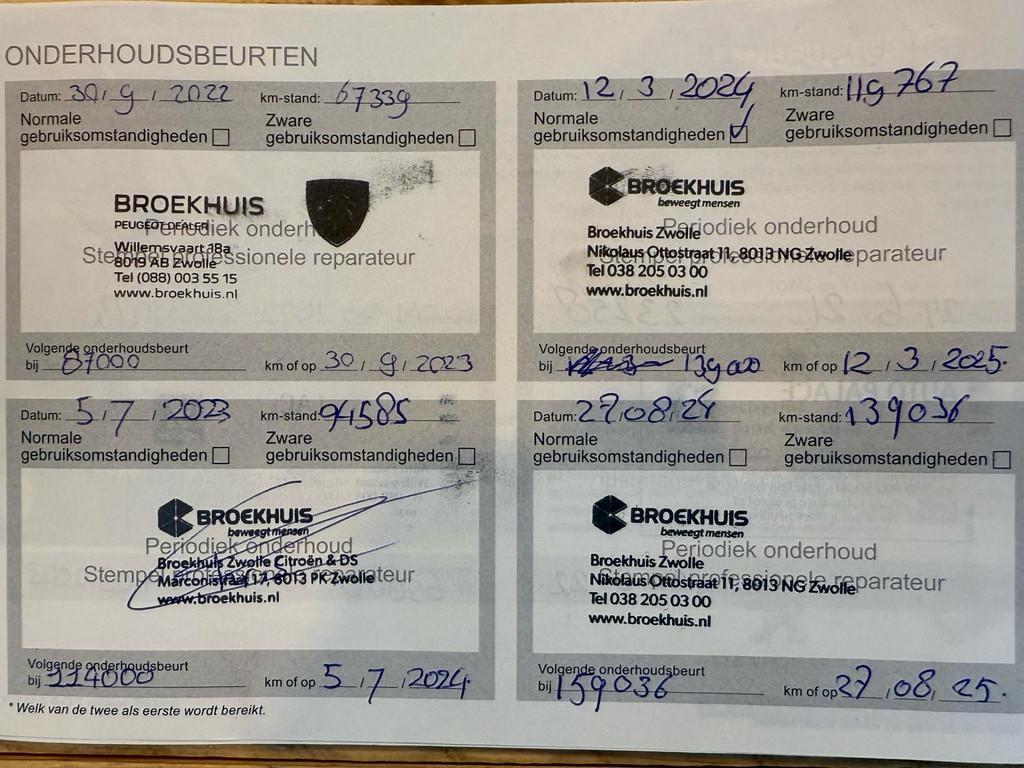 ONDERHOUDSBEURTEN
Datum: 30/9/2022 km-stand: 67339
Normale gebruiksomstandigheden Zware gebruiksomstandigheden
BROEKHUIS
PEUGEOT DEALER
Periodiek onderh
Willemsvaart 18a
Stempel professionele reparateur
8019 AB Zwolle
Tel (088) 003 55 15
www.broekhuis.nl
Volgende onderhoudsbeurt
bij 87000 km of op 30/9/2023
Datum: 12/3/2024 km-stand: 119767
Normale gebruiksomstandigheden Zware gebruiksomstandigheden
BROEKHUIS
beweegt mensen
Periodiek onderhoud
Broekhuis Zwolle
Nikolaus Ottostraat 11, 8013 NG Zwolle
Stempel professionele reparateur
Tel 038 205 03 00
www.broekhuis.nl
Volgende onderhoudsbeurt
bij km of op 12/3/2025.
Datum: 5/7/2023 km-stand: 94585
Normale gebruiksomstandigheden Zware gebruiksomstandigheden
BROEKHUIS
beweegt mensen
Periodiek onderhoud
Broekhuis Zwolle Citroën & DS
Stempel professionele reparateur
Marconistraat 17, 8013 PK Zwolle
www.broekhuis.nl
Volgende onderhoudsbeurt
bij 114000 km of op 5/7/2024
Datum: 27/08/24 km-stand: 139036
Normale gebruiksomstandigheden Zware gebruiksomstandigheden
BROEKHUIS
beweegt mensen
Periodiek onderhoud
Broekhuis Zwolle
Stempel professionele reparateur
Nikolaus Ottostraat 11, 8013 NG Zwolle
Tel 038 205 03 00
www.broekhuis.nl
Volgende onderhoudsbeurt
bij 159036 km of op 27/08/25.
* Welk van de twee als eerste wordt bereikt.